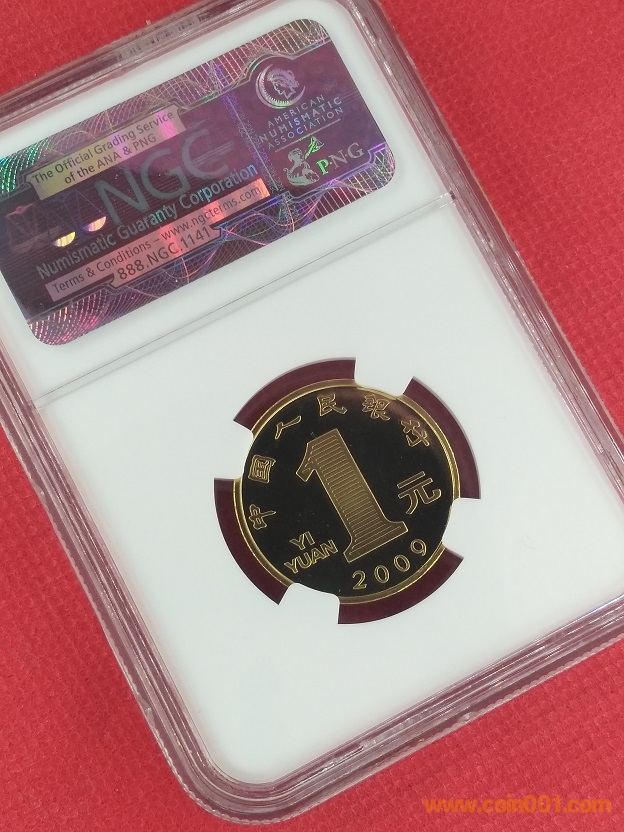 The Official Grading Service
of the ANA & PNG
NGC
Numismatic Guaranty Corporation
Terms & Conditions – www.ngcterms.com
888.NGC.1141
AMERICAN
NUMISMATIC
ASSOCIATION
P·N·G
中國人民銀行
1
元
YI
YUAN
2009
www.coin001.com